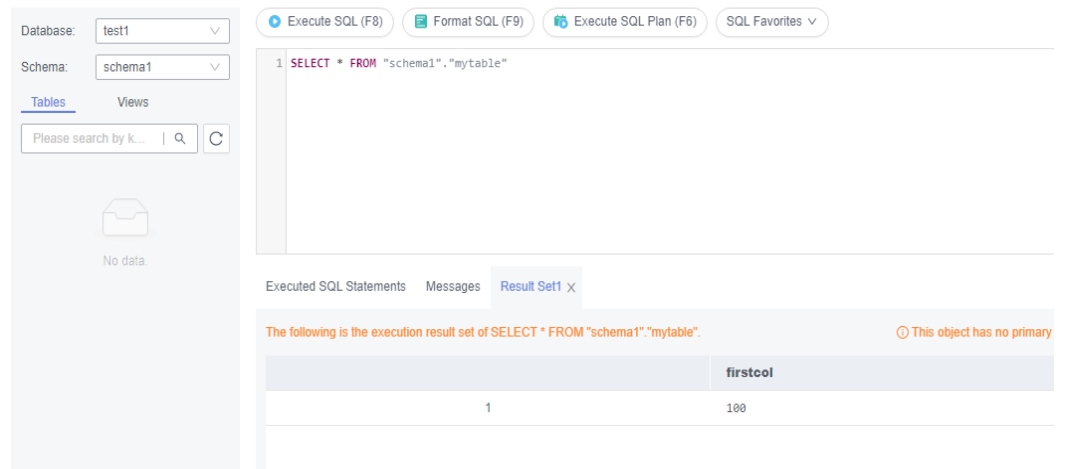 Database: test1
Schema: schema1
Tables Views
Please search by k...
No data.
Execute SQL (F8) Format SQL (F9) Execute SQL Plan (F6) SQL Favorites
1 SELECT * FROM "schema1"."mytable"
Executed SQL Statements Messages Result Set1
The following is the execution result set of SELECT * FROM "schema1"."mytable". This object has no primary
firstcol
1 100